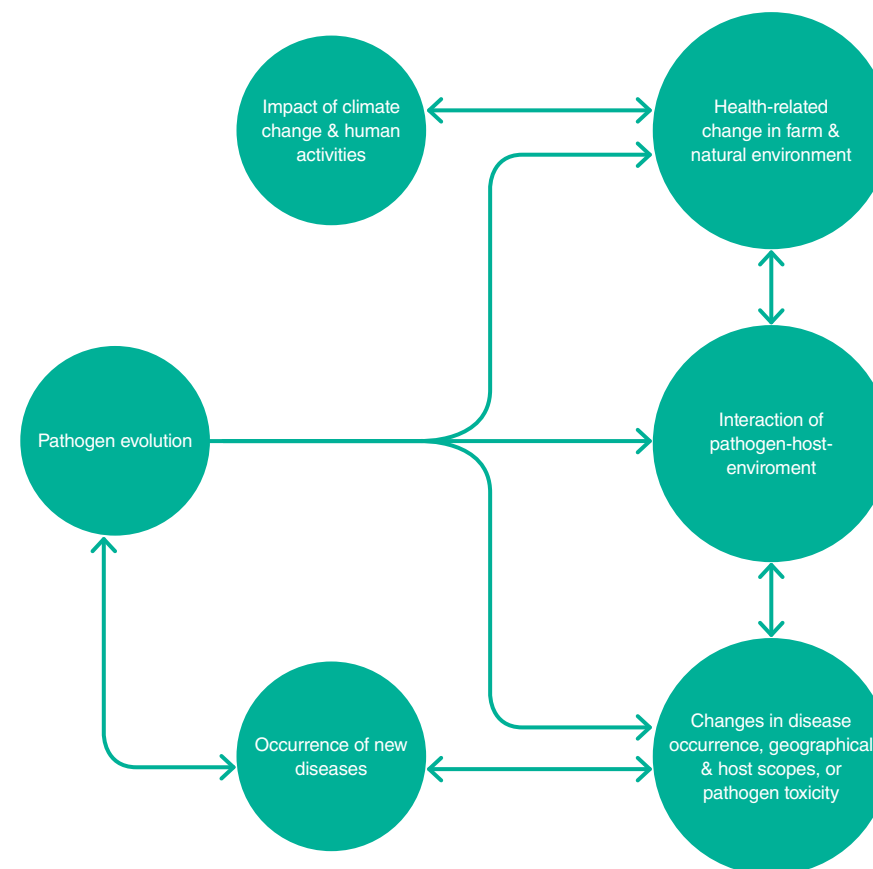 Impact of climate
change & human
activities
Health-related
change in farm &
natural environment
Pathogen evolution
Interaction of
pathogen-host-
enviroment
Occurrence of new
diseases
Changes in disease
occurrence, geographical
& host scopes, or
pathogen toxicity